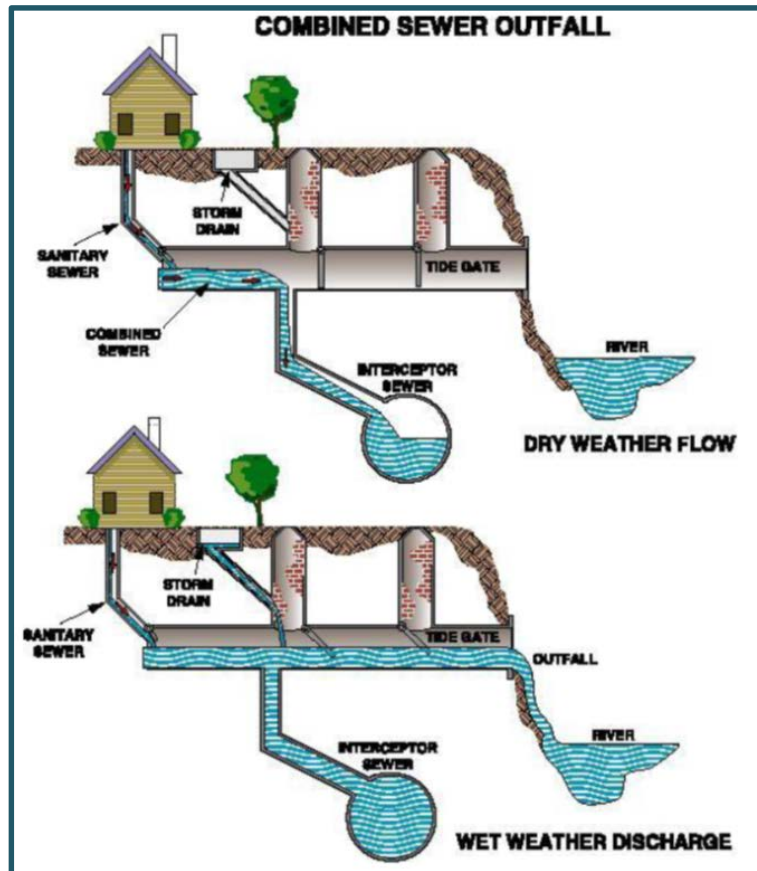 COMBINED SEWER OUTFALL
STORM
DRAIN
SANITARY
SEWER
TIDE GATE
COMBINED
SEWER
RIVER
INTERCEPTOR
SEWER
DRY WEATHER FLOW
STORM
DRAIN
SANITARY
SEWER
TIDE GATE
OUTFALL
RIVER
INTERCEPTOR
SEWER
WET WEATHER DISCHARGE